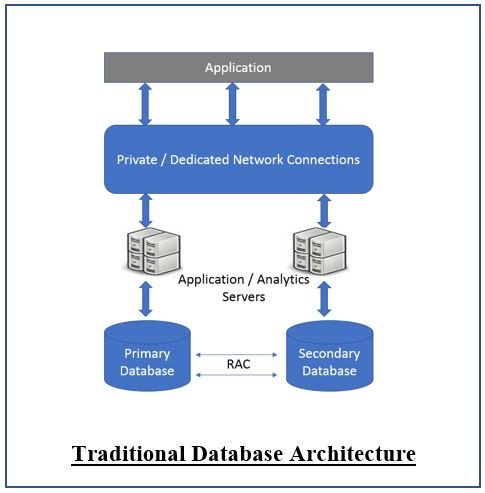 Application
Private / Dedicated Network Connections
Application / Analytics
Servers
Primary
Database
RAC
Secondary
Database
Traditional Database Architecture